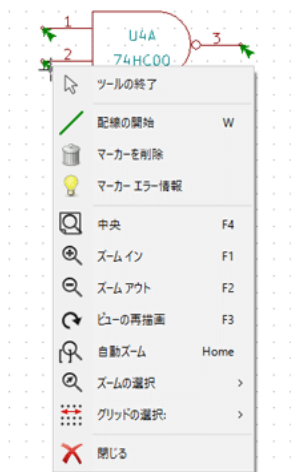 1
U4A
3
2
74HC00
ツールの終了
配線の開始 W
マーカーを削除
マーカー エラー情報
中央 F4
ズーム イン F1
ズーム アウト F2
ビューの再描画 F3
自動ズーム Home
ズームの選択 >
グリッドの選択: >
閉じる